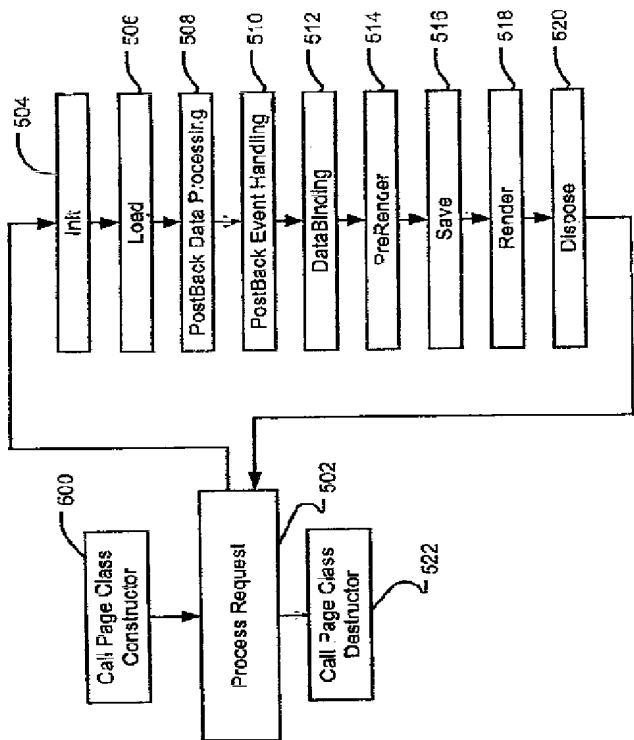 600
Call Page Class
Constructor
Process Request
502
Call Page Class
Destructor
522
504
Init
Load
506
PostBack Data Processing
508
PostBack Event Handling
510
DataBinding
512
PreRender
514
Save
516
Render
518
Dispose
520